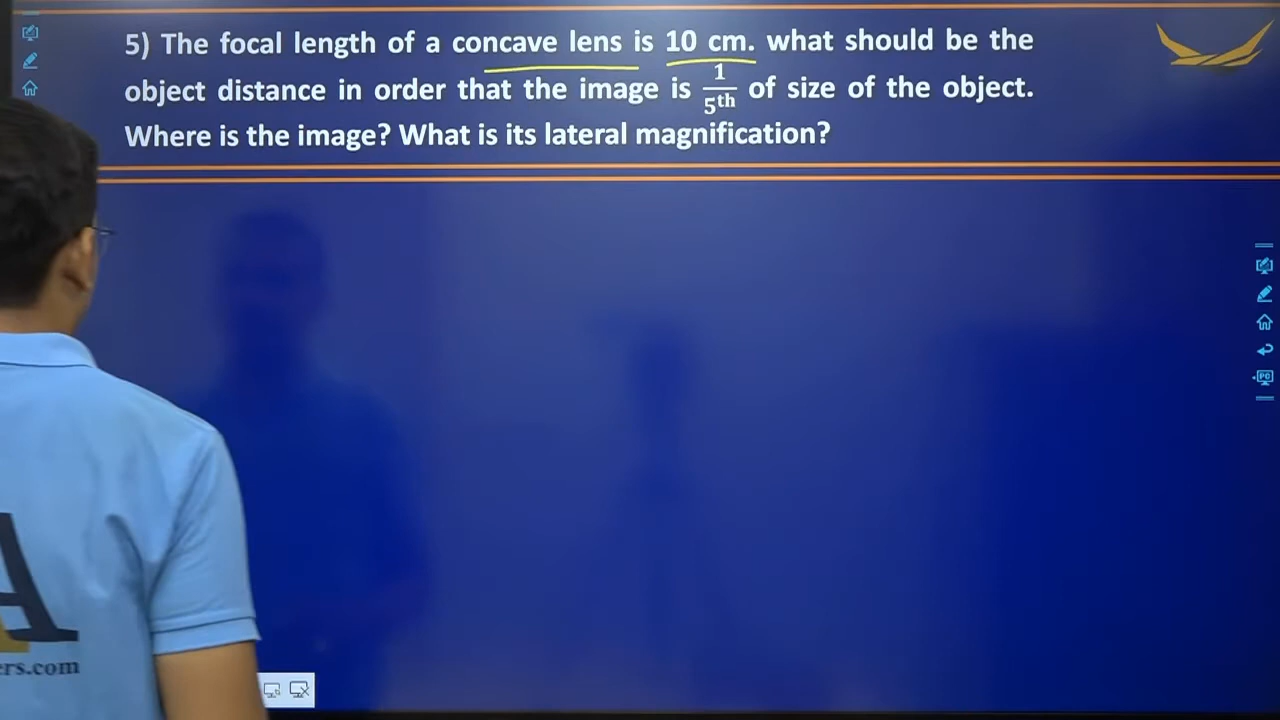 5) The focal length of a concave lens is 10 cm. what should be the
object distance in order that the image is 1/5th of size of the object.
Where is the image? What is its lateral magnification?
A
ers.com
PC